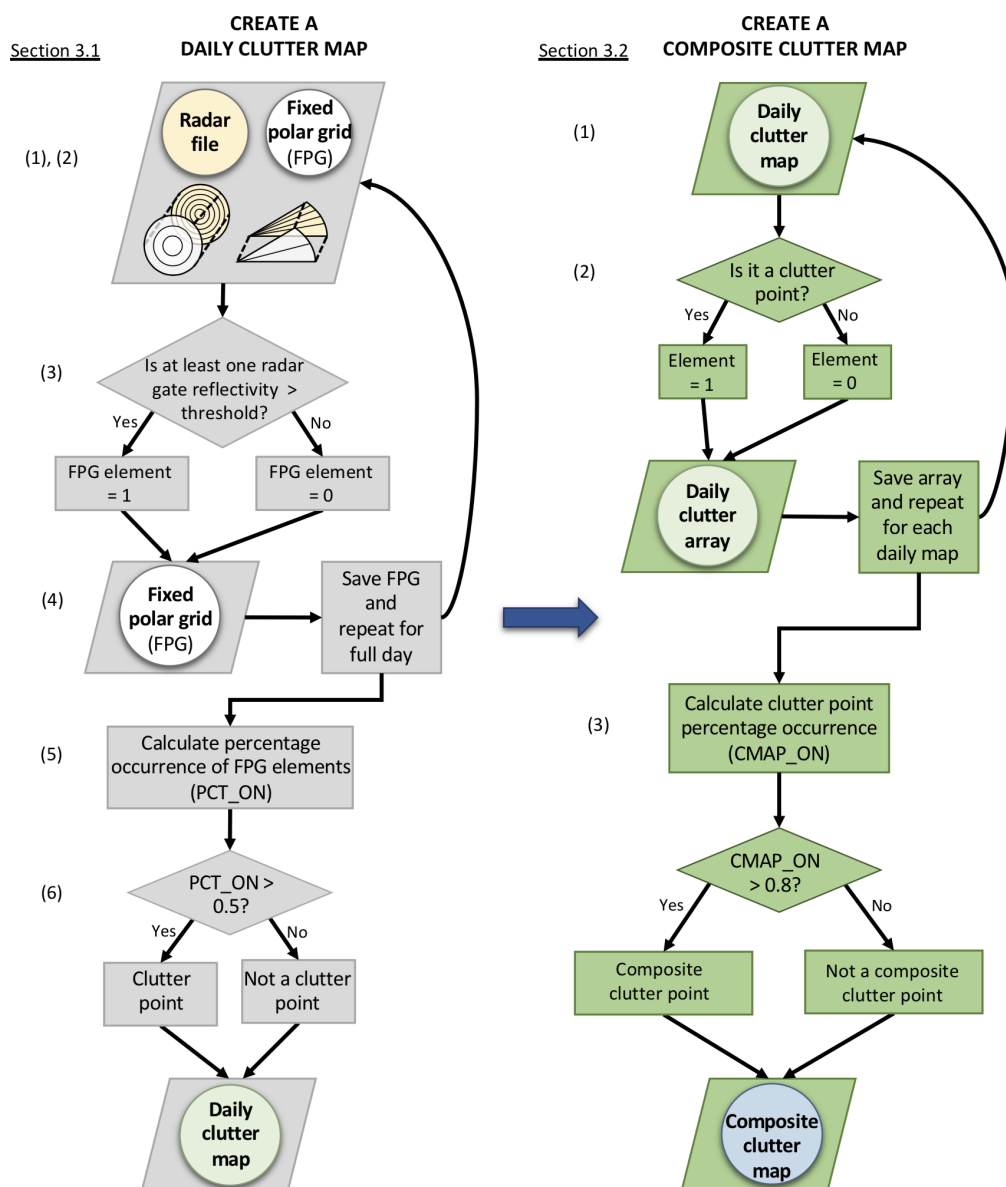 Section 3.1
CREATE A
DAILY CLUTTER MAP
(1), (2)
Radar
file
Fixed
polar grid
(FPG)
(3)
Is at least one radar
gate reflectivity >
threshold?
Yes
No
FPG element
= 1
FPG element
= 0
(4)
Fixed
polar grid
(FPG)
Save FPG
and
repeat for
full day
(5)
Calculate percentage
occurrence of FPG elements
(PCT_ON)
(6)
PCT_ON >
0.5?
Yes
No
Clutter
point
Not a clutter
point
Daily
clutter
map
Section 3.2
CREATE A
COMPOSITE CLUTTER MAP
(1)
Daily
clutter
map
(2)
Is it a clutter
point?
Yes
No
Element
= 1
Element
= 0
Daily
clutter
array
Save array
and repeat
for each
daily map
(3)
Calculate clutter point
percentage occurrence
(CMAP_ON)
CMAP_ON
> 0.8?
Yes
No
Composite
clutter point
Not a composite
clutter point
Composite
clutter
map